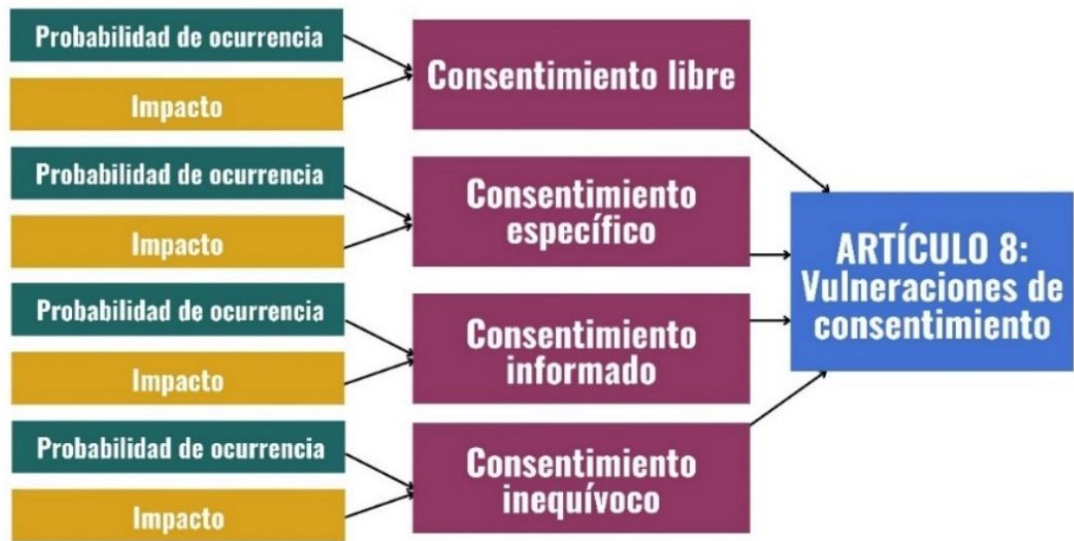 Probabilidad de ocurrencia
Impacto
Consentimiento libre
Probabilidad de ocurrencia
Impacto
Consentimiento
específico
Probabilidad de ocurrencia
Impacto
Consentimiento
informado
Probabilidad de ocurrencia
Impacto
Consentimiento
inequívoco
ARTÍCULO 8:
Vulneraciones de
consentimiento